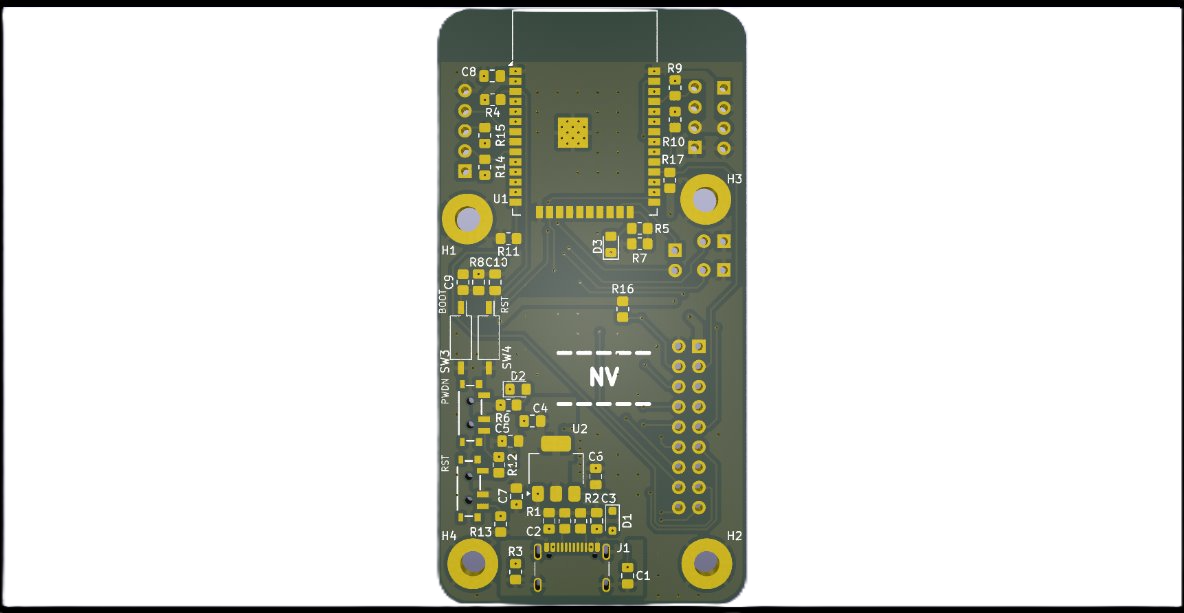 C8
R9
R4
R15
R10
R14
R17
H3
U1
R5
H1
R11
D3
R7
R8
C10
C9
R16
BOOT
RST
SW3
SW4
NV
D2
PWDN
C4
R6
C5
U2
RST
R12
C6
C7
R2
C3
R1
D1
R13
C2
H4
H2
R3
J1
C1